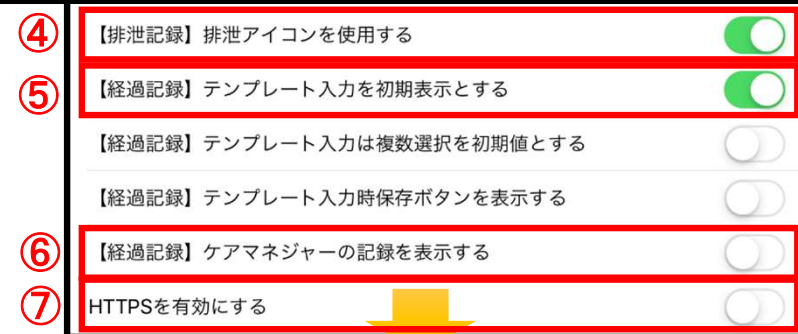 ④ 【排泄記録】排泄アイコンを使用する
⑤ 【経過記録】テンプレート入力を初期表示とする
【経過記録】テンプレート入力は複数選択を初期値とする
【経過記録】テンプレート入力時保存ボタンを表示する
⑥ 【経過記録】ケアマネジャーの記録を表示する
⑦ HTTPSを有効にする